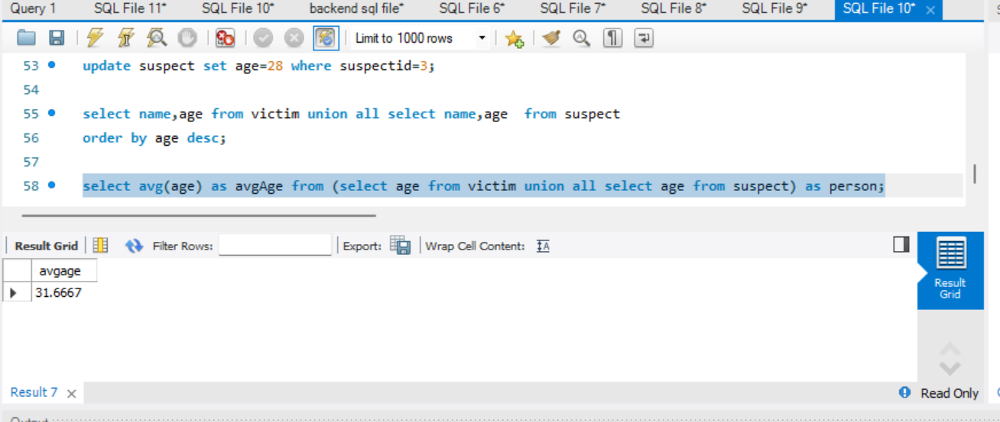 Query 1 SQL File 11* SQL File 10* backend sql file* SQL File 6* SQL File 7* SQL File 8* SQL File 9* SQL File 10*
Limit to 1000 rows
53 update suspect set age=28 where suspectid=3;
54
55 select name,age from victim union all select name,age  from suspect
56 order by age desc;
57
58 select avg(age) as avgAge from (select age from victim union all select age from suspect) as person;
Result Grid Filter Rows: Export: Wrap Cell Content:
avgage
31.6667
Result
Grid
Result 7 Read Only